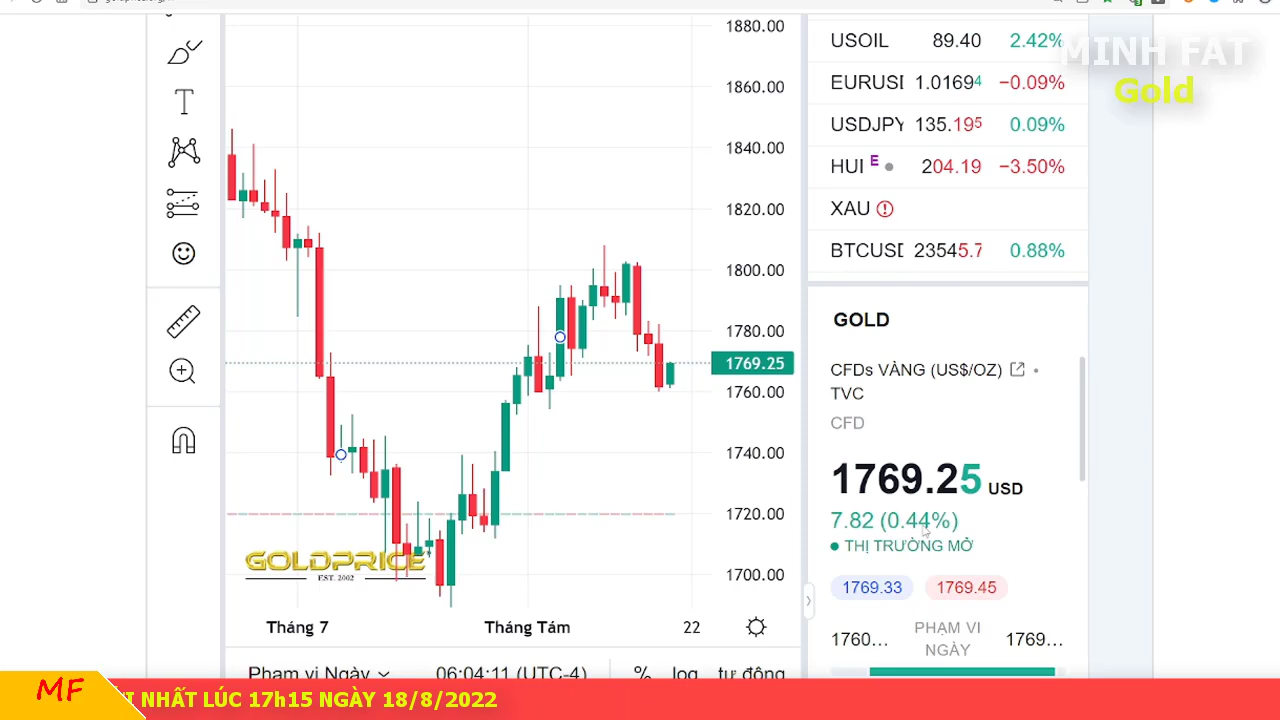 1880.00
1860.00
1840.00
1820.00
1800.00
1780.00
1769.25
1760.00
1740.00
1720.00
1700.00
GOLDPRICE
EST. 2002
Tháng 7
Tháng Tám
22
Phạm vi Ngày
06:04:11 (UTC-4)
%
log
tự động
USOIL 89.40 2.42%
EURUSD 1.01694 −0.09%
USDJPY 135.195 0.09%
HUI E 204.19 −3.50%
XAU
BTCUSD 23545.7 0.88%
MINH FAT
Gold
GOLD
CFDs VÀNG (US$/OZ)
TVC
CFD
1769.25 USD
7.82 (0.44%)
THỊ TRƯỜNG MỞ
1769.33 1769.45
1760… PHẠM VI NGÀY 1769…
MF
I NHẤT LÚC 17h15 NGÀY 18/8/2022